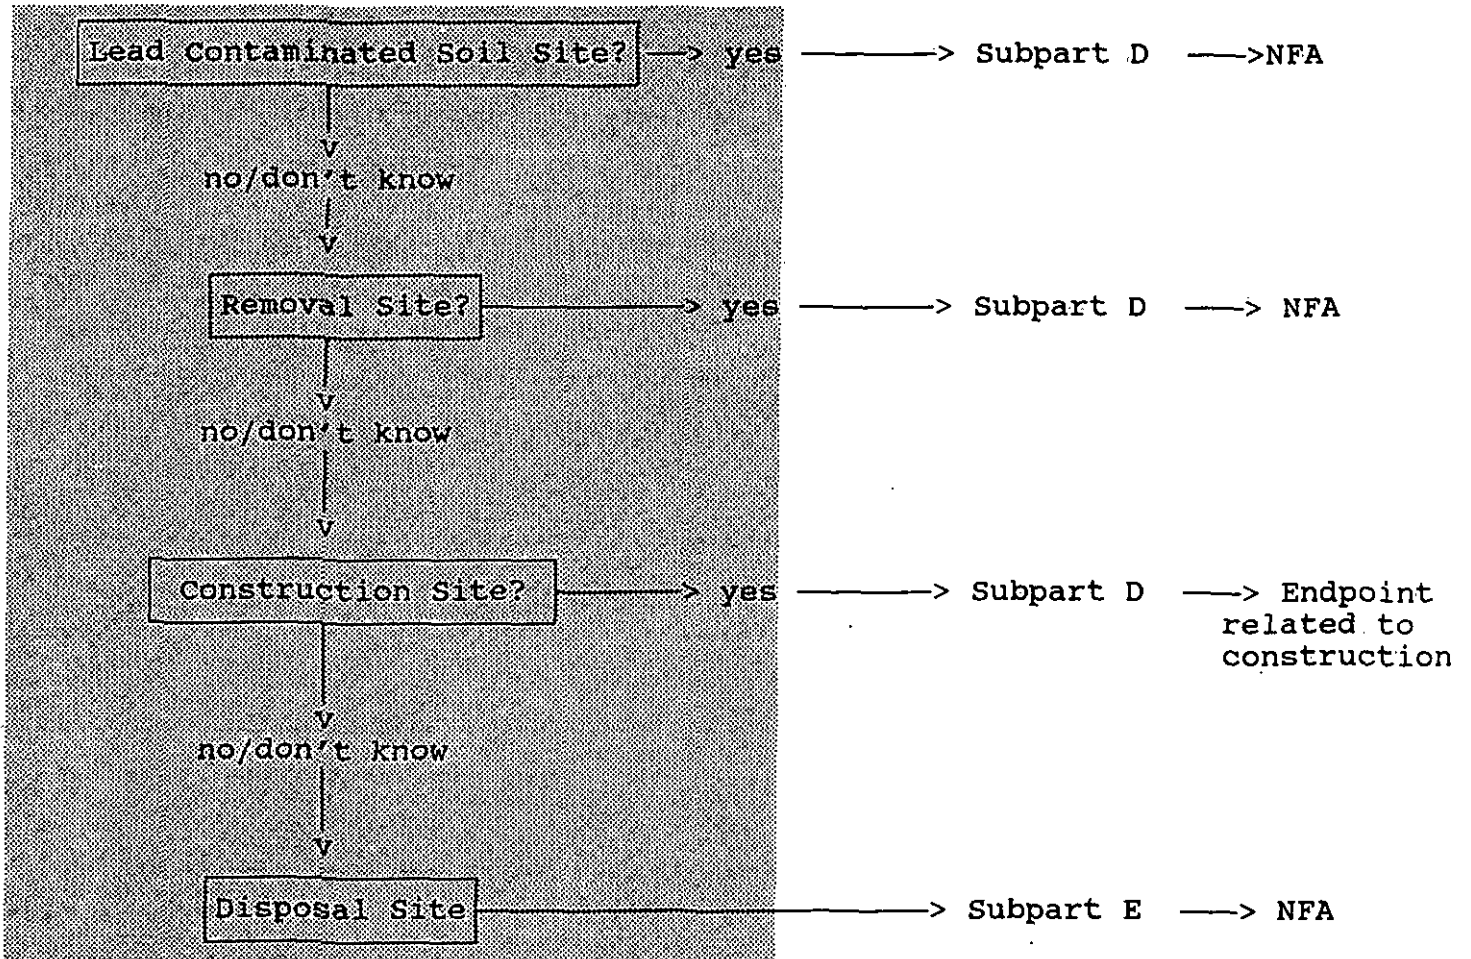 Lead Contaminated Soil Site? ——> yes ————> Subpart D ——>NFA
v
no/don't know
v
Removal Site? ————> yes ————> Subpart D ——> NFA
v
no/don't know
v
Construction Site? ————> yes ————> Subpart D ——> Endpoint
related to
construction
v
no/don't know
v
Disposal Site ————> Subpart E ——> NFA